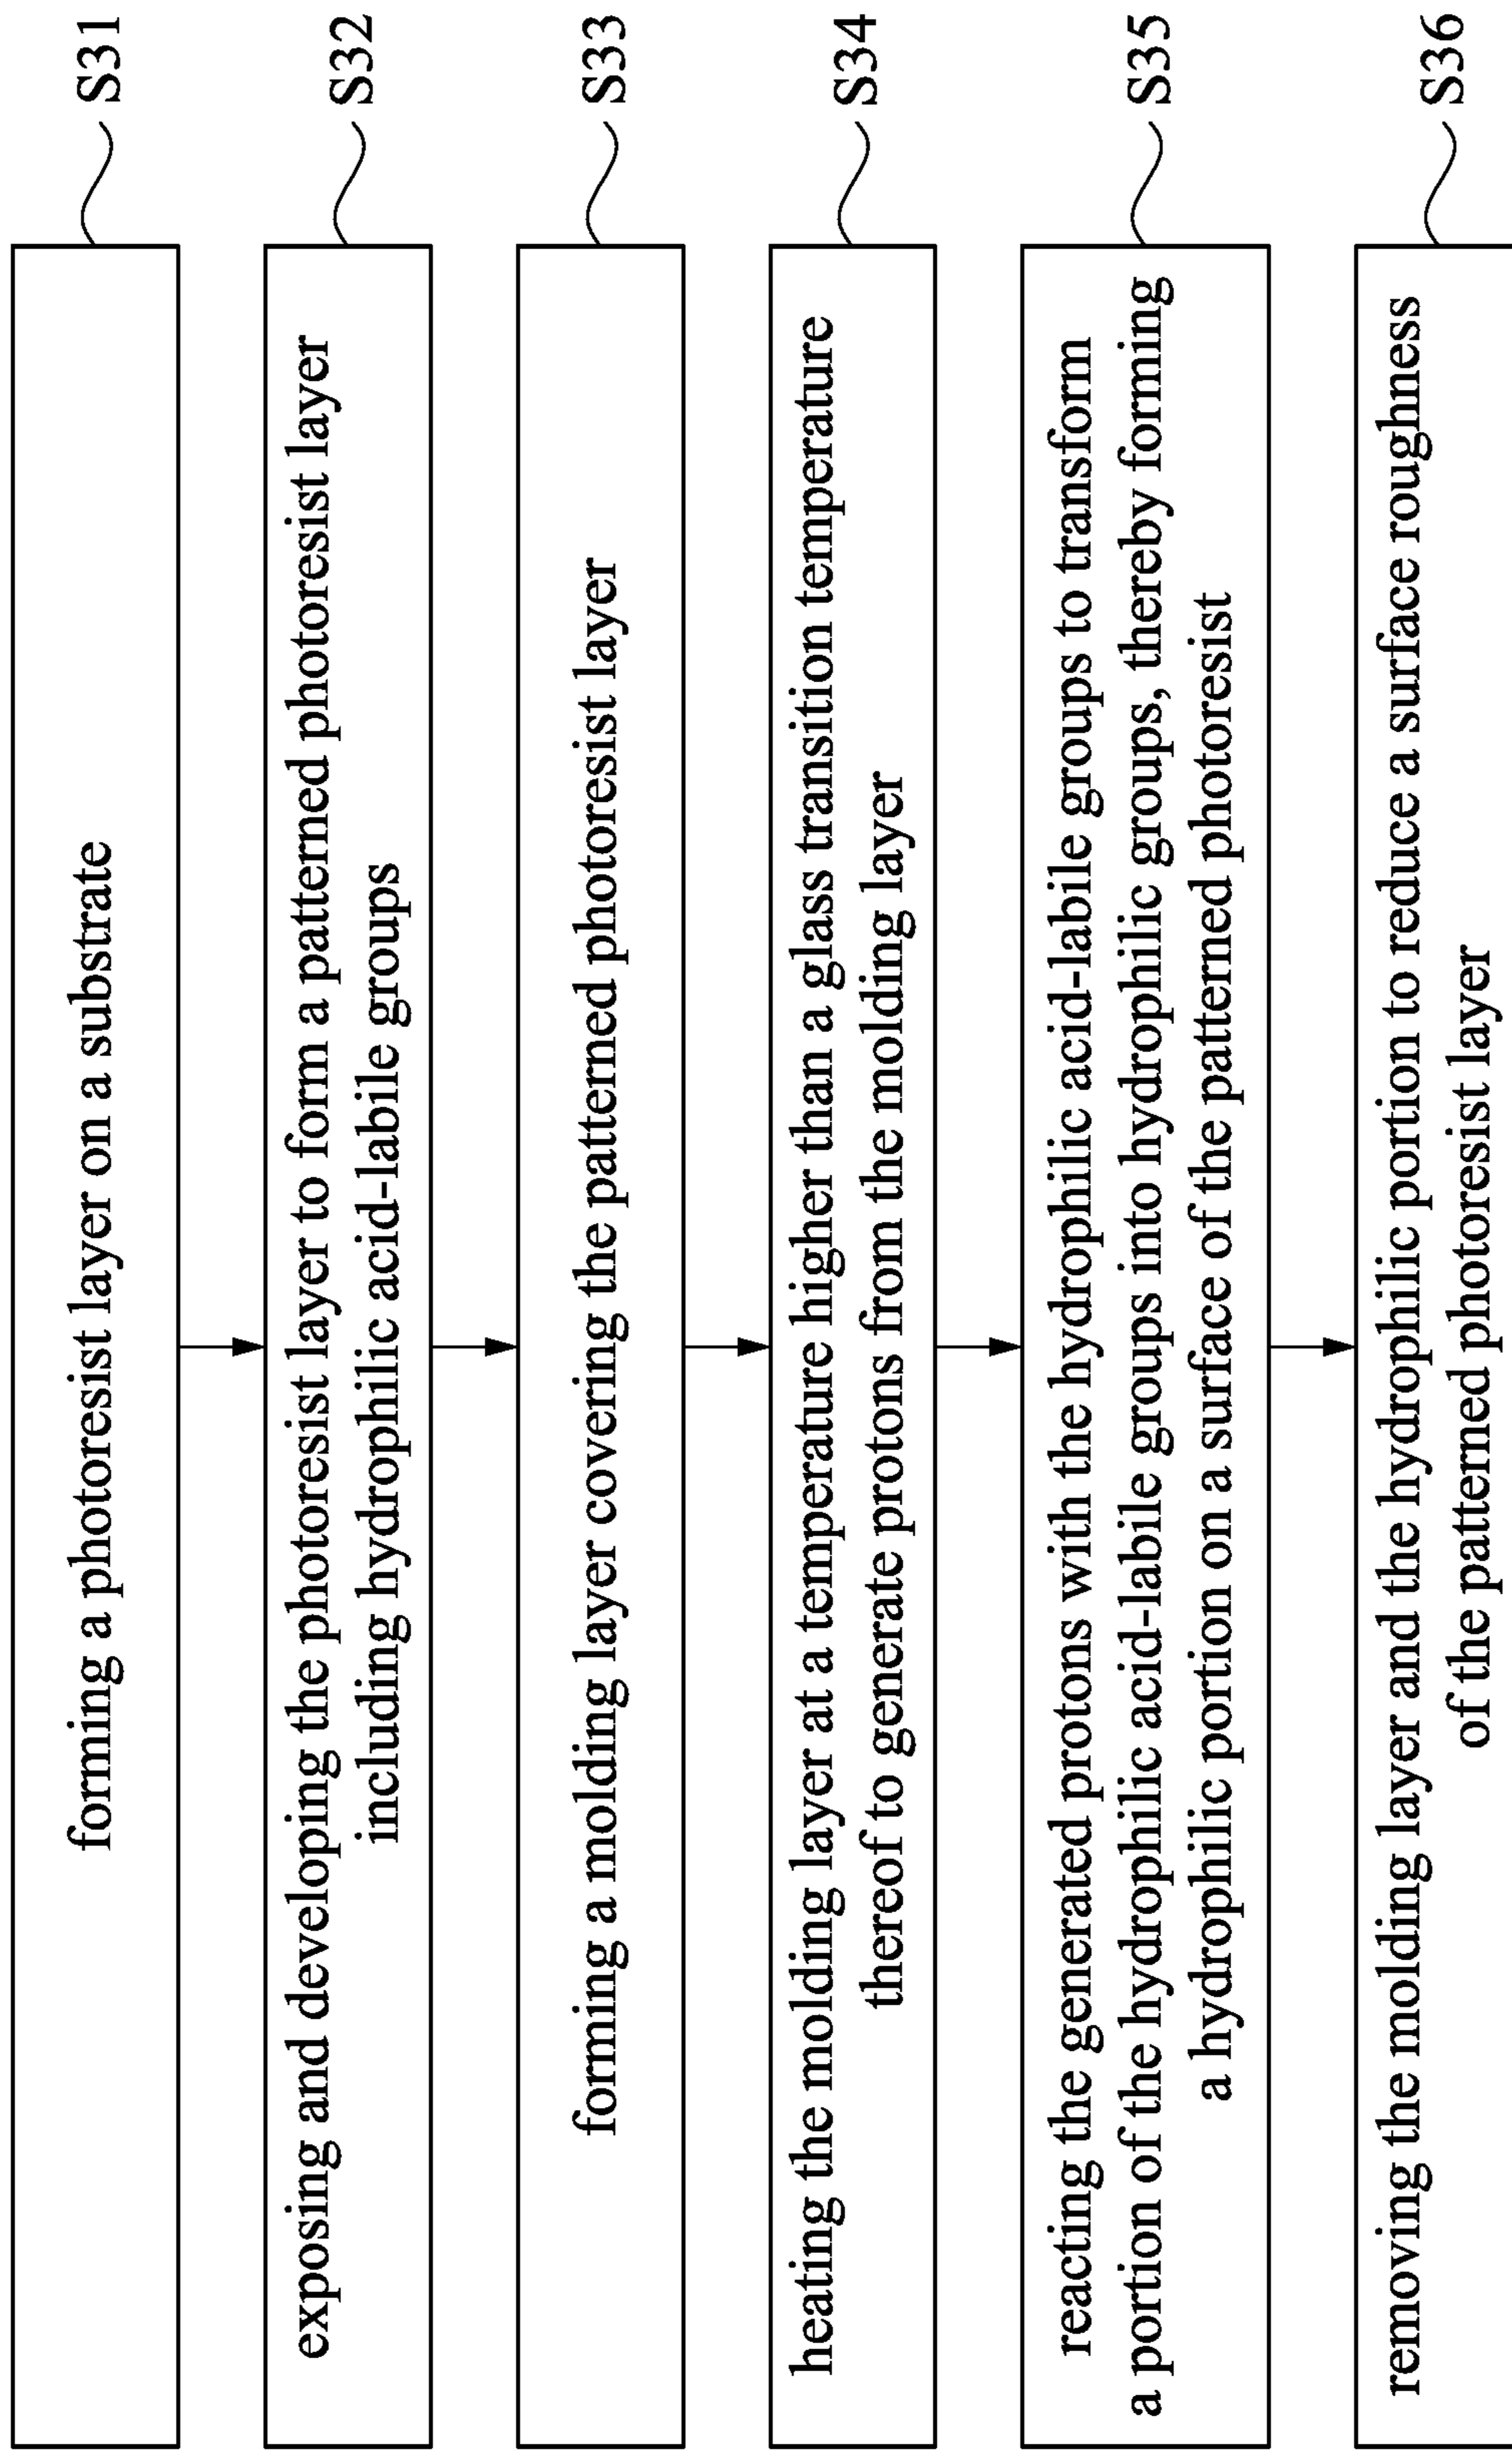 forming a photoresist layer on a substrate
S31
exposing and developing the photoresist layer to form a patterned photoresist layer
including hydrophilic acid-labile groups
S32
forming a molding layer covering the patterned photoresist layer
S33
heating the molding layer at a temperature higher than a glass transition temperature
thereof to generate protons from the molding layer
S34
reacting the generated protons with the hydrophilic acid-labile groups to transform
a portion of the hydrophilic acid-labile groups into hydrophilic groups, thereby forming
a hydrophilic portion on a surface of the patterned photoresist
S35
removing the molding layer and the hydrophilic portion to reduce a surface roughness
of the patterned photoresist layer
S36